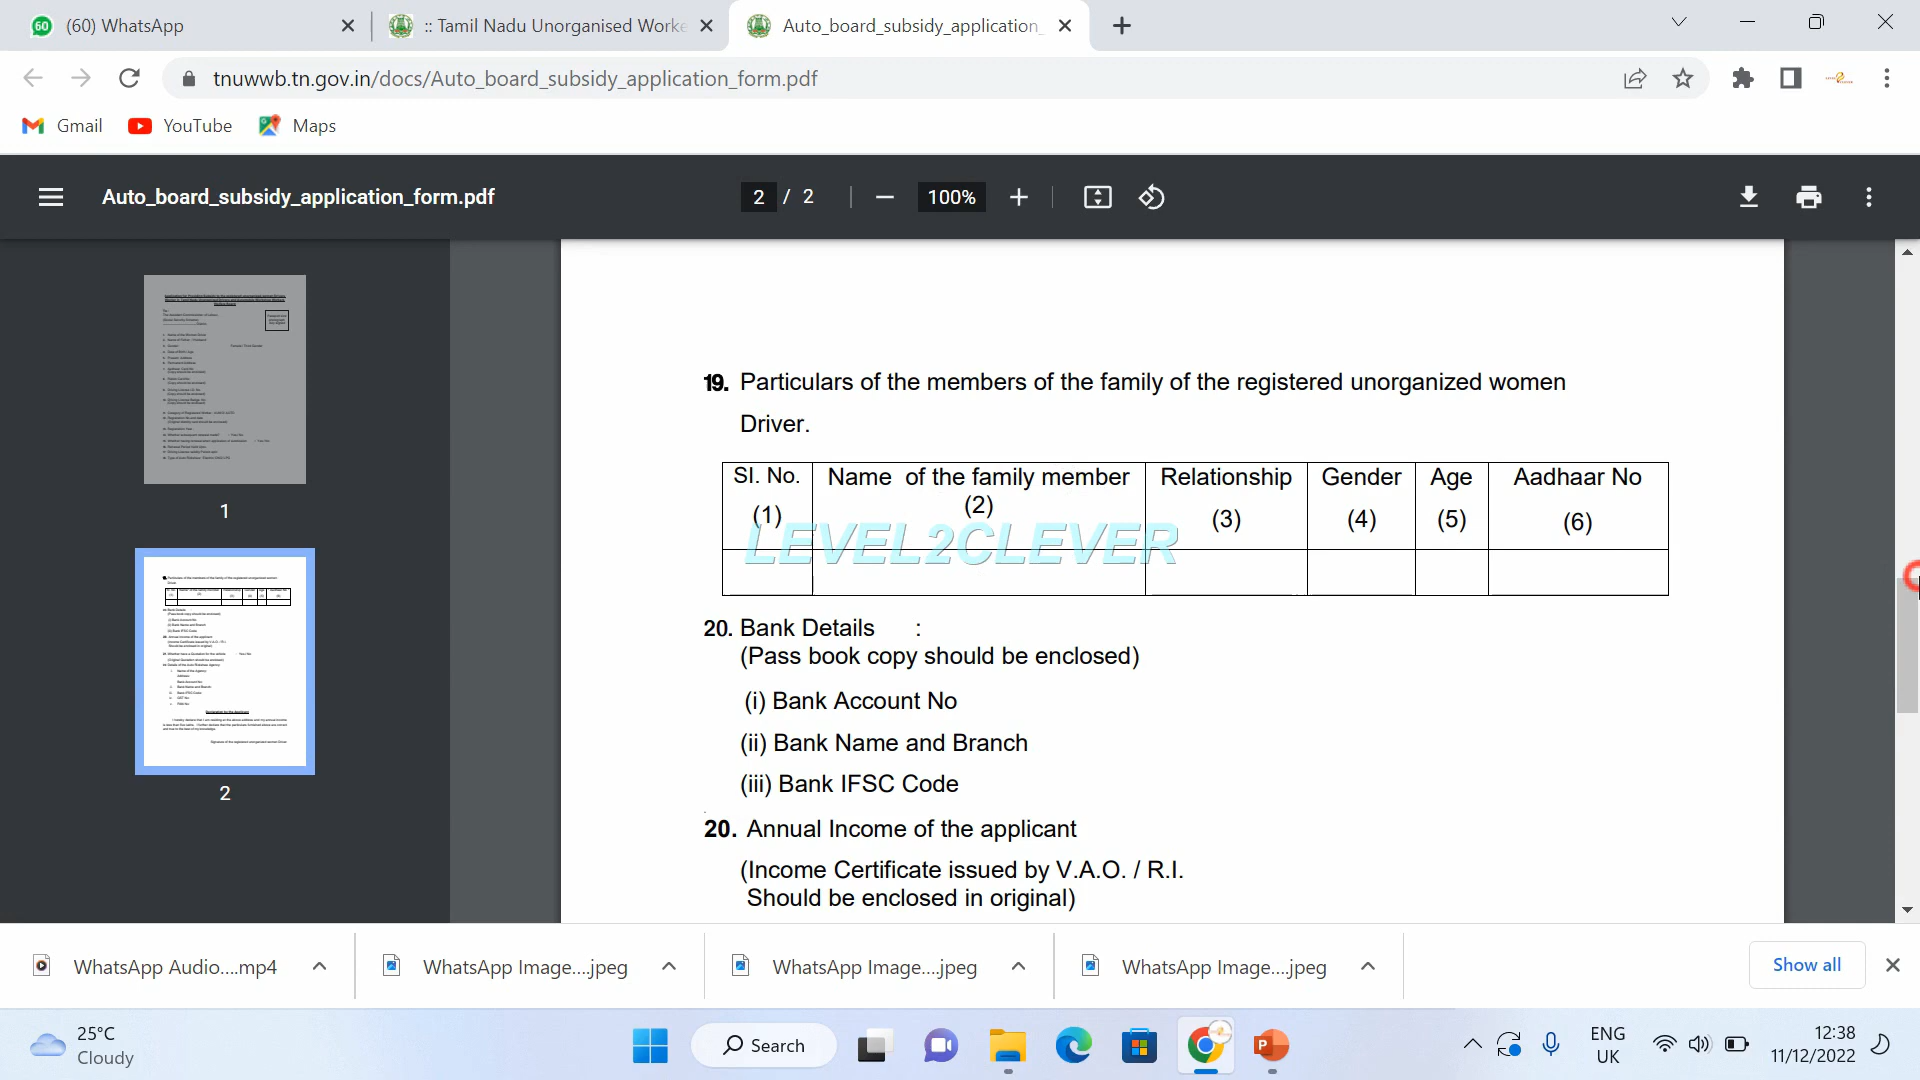 60 (60) WhatsApp
:: Tamil Nadu Unorganised Worke
Auto_board_subsidy_application_
tnuwwb.tn.gov.in/docs/Auto_board_subsidy_application_form.pdf
Gmail
YouTube
Maps
Auto_board_subsidy_application_form.pdf
2 / 2
100%
1
2
19. Particulars of the members of the family of the registered unorganized women
Driver.
SI. No. Name of the family member Relationship Gender Age Aadhaar No
(1) (2) (3) (4) (5) (6)
LEVEL2CLEVER
20. Bank Details :
(Pass book copy should be enclosed)
(i) Bank Account No
(ii) Bank Name and Branch
(iii) Bank IFSC Code
20. Annual Income of the applicant
(Income Certificate issued by V.A.O. / R.I.
Should be enclosed in original)
WhatsApp Audio....mp4
WhatsApp Image....jpeg
WhatsApp Image....jpeg
WhatsApp Image....jpeg
Show all
25°C
Cloudy
Search
ENG
UK
12:38
11/12/2022